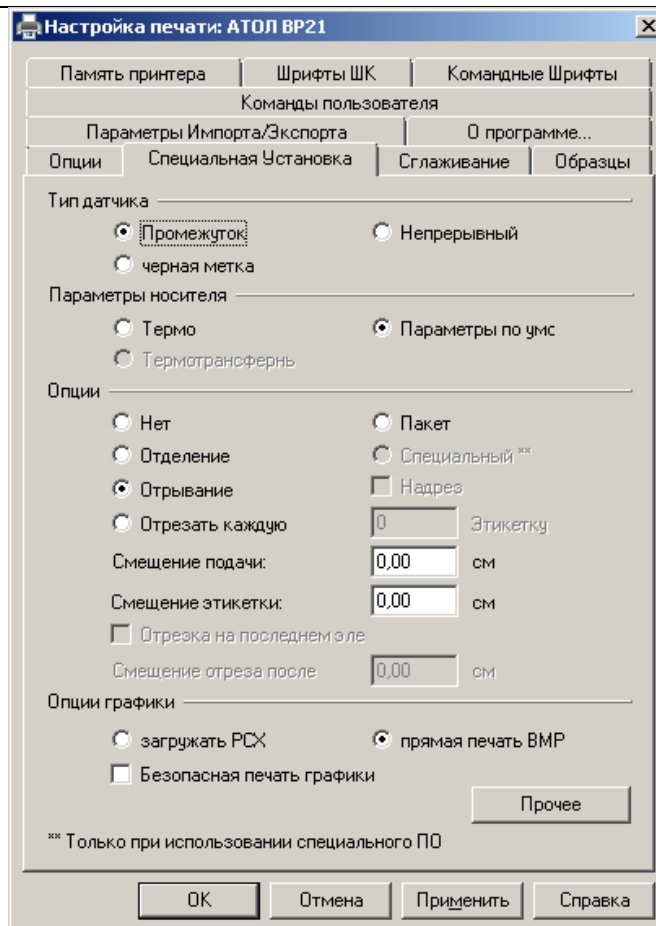 Настройка печати: АТОЛ BP21
Память принтера Шрифты ШК Командные Шрифты
Команды пользователя
Параметры Импорта/Экспорта О программе...
Опции Специальная Установка Сглаживание Образцы
Тип датчика
Промежуток Непрерывный
черная метка
Параметры носителя
Термо Параметры по умс
Термотрансфернь
Опции
Нет Пакет
Отделение Специальный **
Отрывание Надрез
Отрезать каждую 0 Этикетку
Смещение подачи: 0,00 см
Смещение этикетки: 0,00 см
Отрезка на последнем эле
Смещение отреза после 0,00 см
Опции графики
загружать PCX прямая печать BMP
Безопасная печать графики
Прочее
** Только при использовании специального ПО
OK Отмена Применить Справка